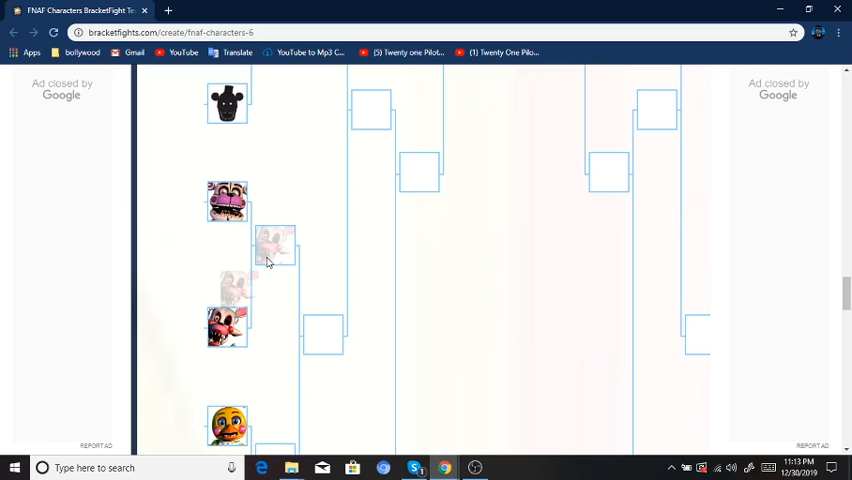 FNAF Characters BracketFight Te
bracketfights.com/create/fnaf-characters-6
Apps
bollywood
Gmail
YouTube
Translate
YouTube to Mp3 C...
(5) Twenty one Pilot...
(1) Twenty One Pilo...
Ad closed by
Google
Ad closed by
Google
REPORT AD
REPORT AD
Type here to search
11:13 PM
12/30/2019